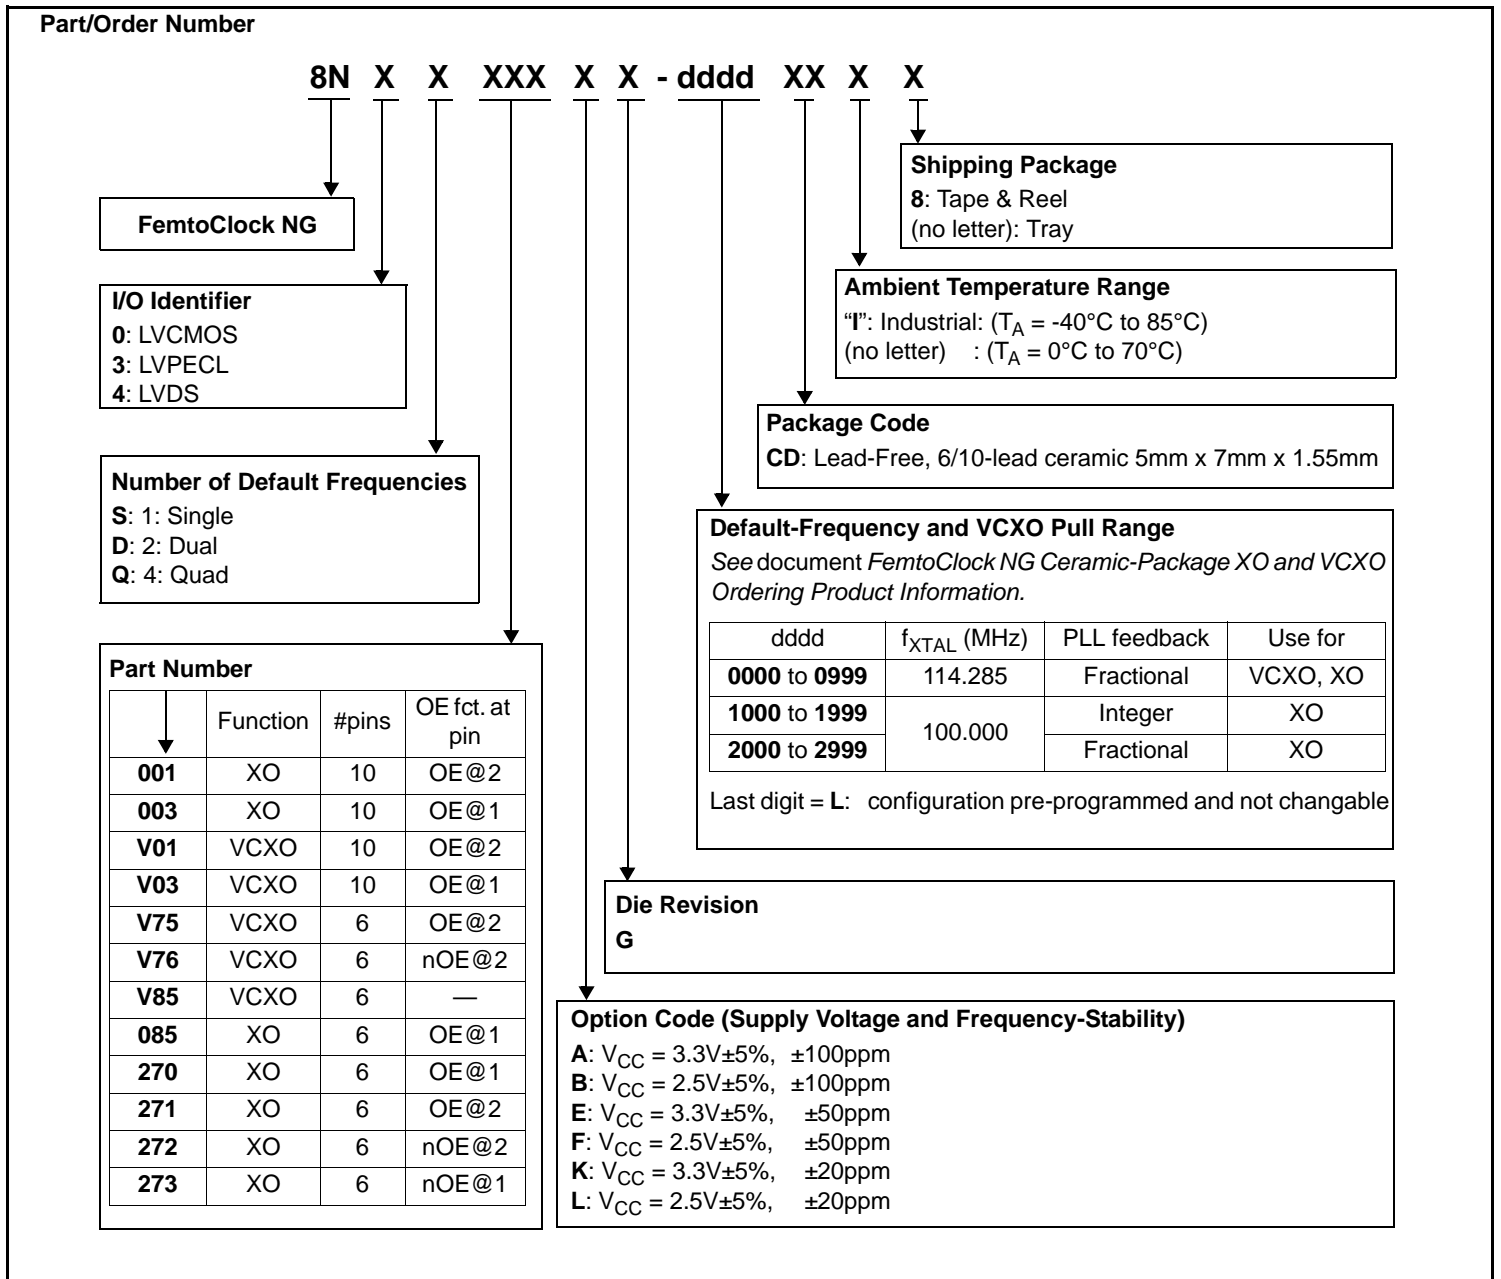 Part/Order Number
8N X X XXX X X - dddd XX X X
Shipping Package
8: Tape & Reel
(no letter): Tray
FemtoClock NG
Ambient Temperature Range
“I”: Industrial: (TA = -40°C to 85°C)
(no letter) : (TA = 0°C to 70°C)
I/O Identifier
0: LVCMOS
3: LVPECL
4: LVDS
Package Code
CD: Lead-Free, 6/10-lead ceramic 5mm x 7mm x 1.55mm
Number of Default Frequencies
S: 1: Single
D: 2: Dual
Q: 4: Quad
Default-Frequency and VCXO Pull Range
See document FemtoClock NG Ceramic-Package XO and VCXO
Ordering Product Information.
dddd fXTAL (MHz) PLL feedback Use for
0000 to 0999 114.285 Fractional VCXO, XO
1000 to 1999 100.000 Integer XO
2000 to 2999 Fractional XO
Last digit = L: configuration pre-programmed and not changable
Part Number
Function #pins OE fct. at
pin
001 XO 10 OE@2
003 XO 10 OE@1
V01 VCXO 10 OE@2
V03 VCXO 10 OE@1
V75 VCXO 6 OE@2
V76 VCXO 6 nOE@2
V85 VCXO 6 —
085 XO 6 OE@1
270 XO 6 OE@1
271 XO 6 OE@2
272 XO 6 nOE@2
273 XO 6 nOE@1
Die Revision
G
Option Code (Supply Voltage and Frequency-Stability)
A: VCC = 3.3V±5%, ±100ppm
B: VCC = 2.5V±5%, ±100ppm
E: VCC = 3.3V±5%, ±50ppm
F: VCC = 2.5V±5%, ±50ppm
K: VCC = 3.3V±5%, ±20ppm
L: VCC = 2.5V±5%, ±20ppm